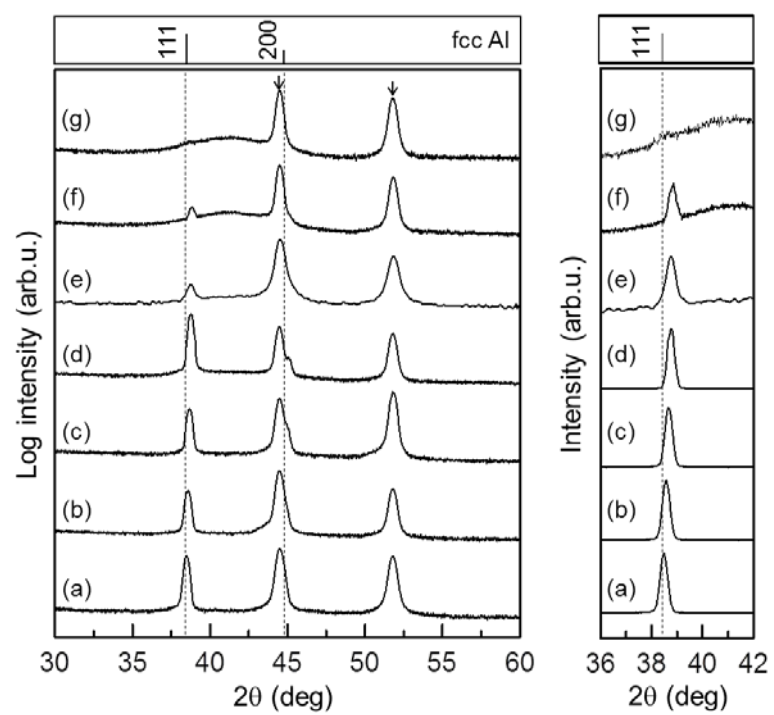 111
200
fcc Al
111
(g)
(f)
(e)
(d)
(c)
(b)
(a)
Log intensity (arb.u.)
30 35 40 45 50 55 60
2θ (deg)
(g)
(f)
(e)
(d)
(c)
(b)
(a)
Intensity (arb.u.)
36 38 40 42
2θ (deg)